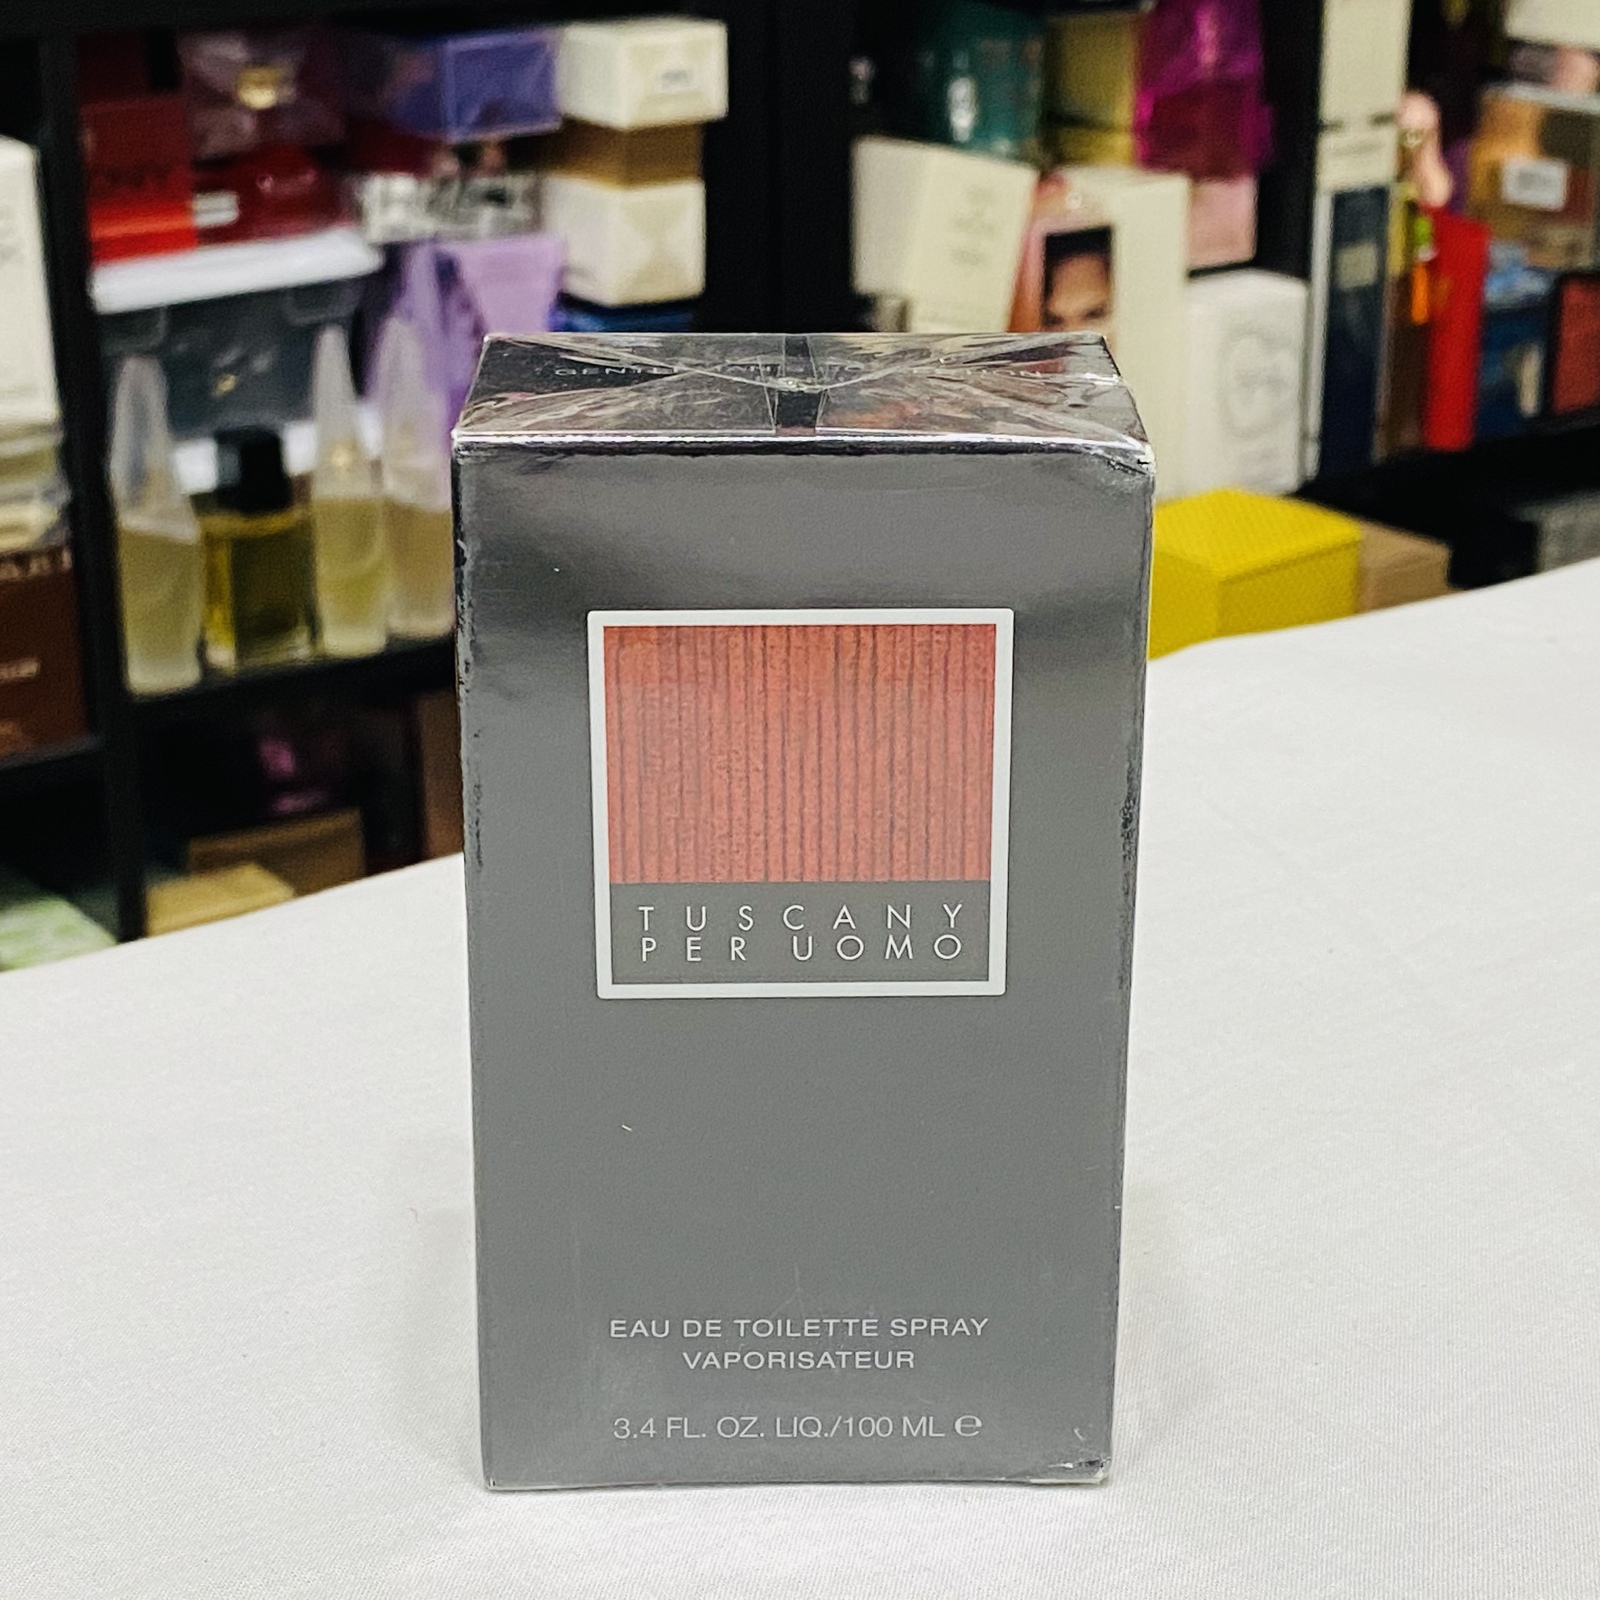 TUSCANY
PER UOMO
EAU DE TOILETTE SPRAY
VAPORISATEUR
3.4 FL. OZ. LIQ./100 ML ℮